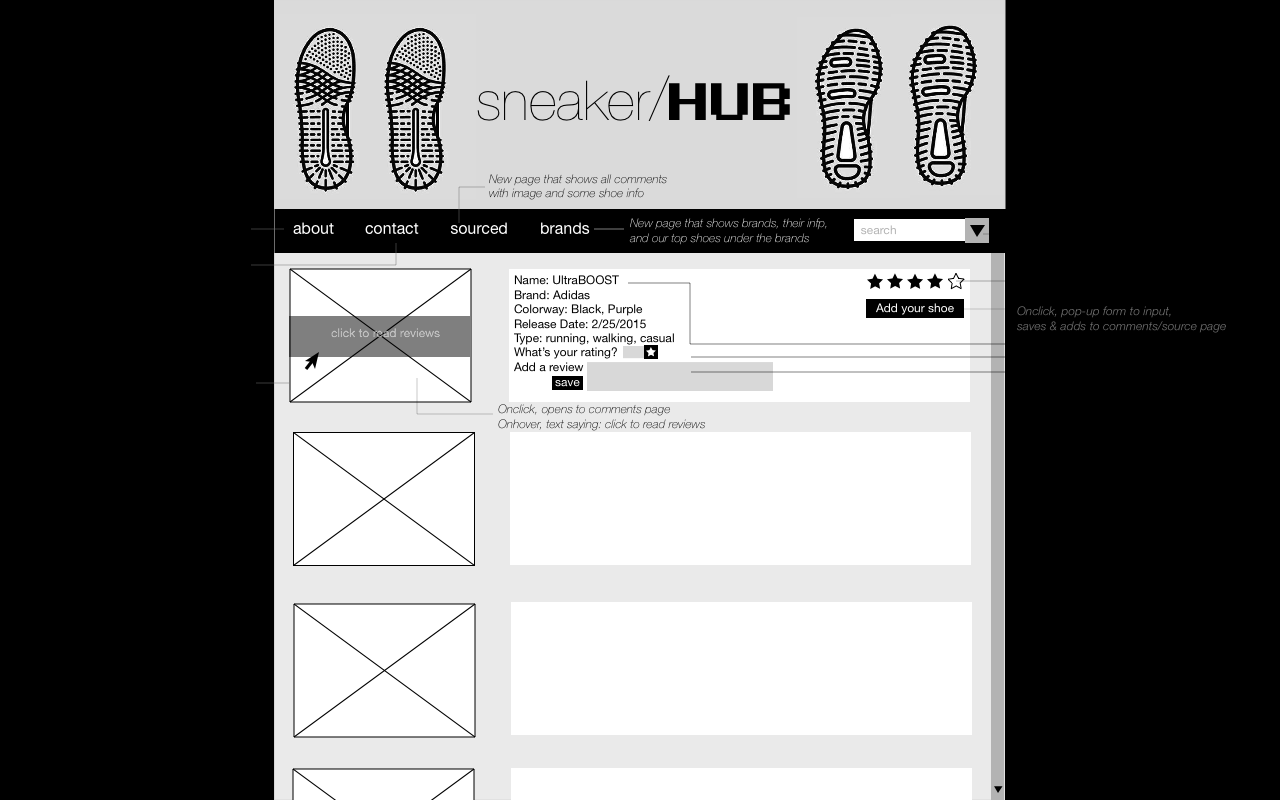 sneaker/HUB
New page that shows all comments
with image and some shoe info
about contact sourced brands
New page that shows brands, their infp,
and our top shoes under the brands
search
click to read reviews
Name: UltraBOOST
Brand: Adidas
Colorway: Black, Purple
Release Date: 2/25/2015
Type: running, walking, casual
What's your rating?
Add a review
save
Add your shoe
Onclick, pop-up form to input,
saves & adds to comments/source page
Onclick, opens to comments page
Onhover, text saying: click to read reviews